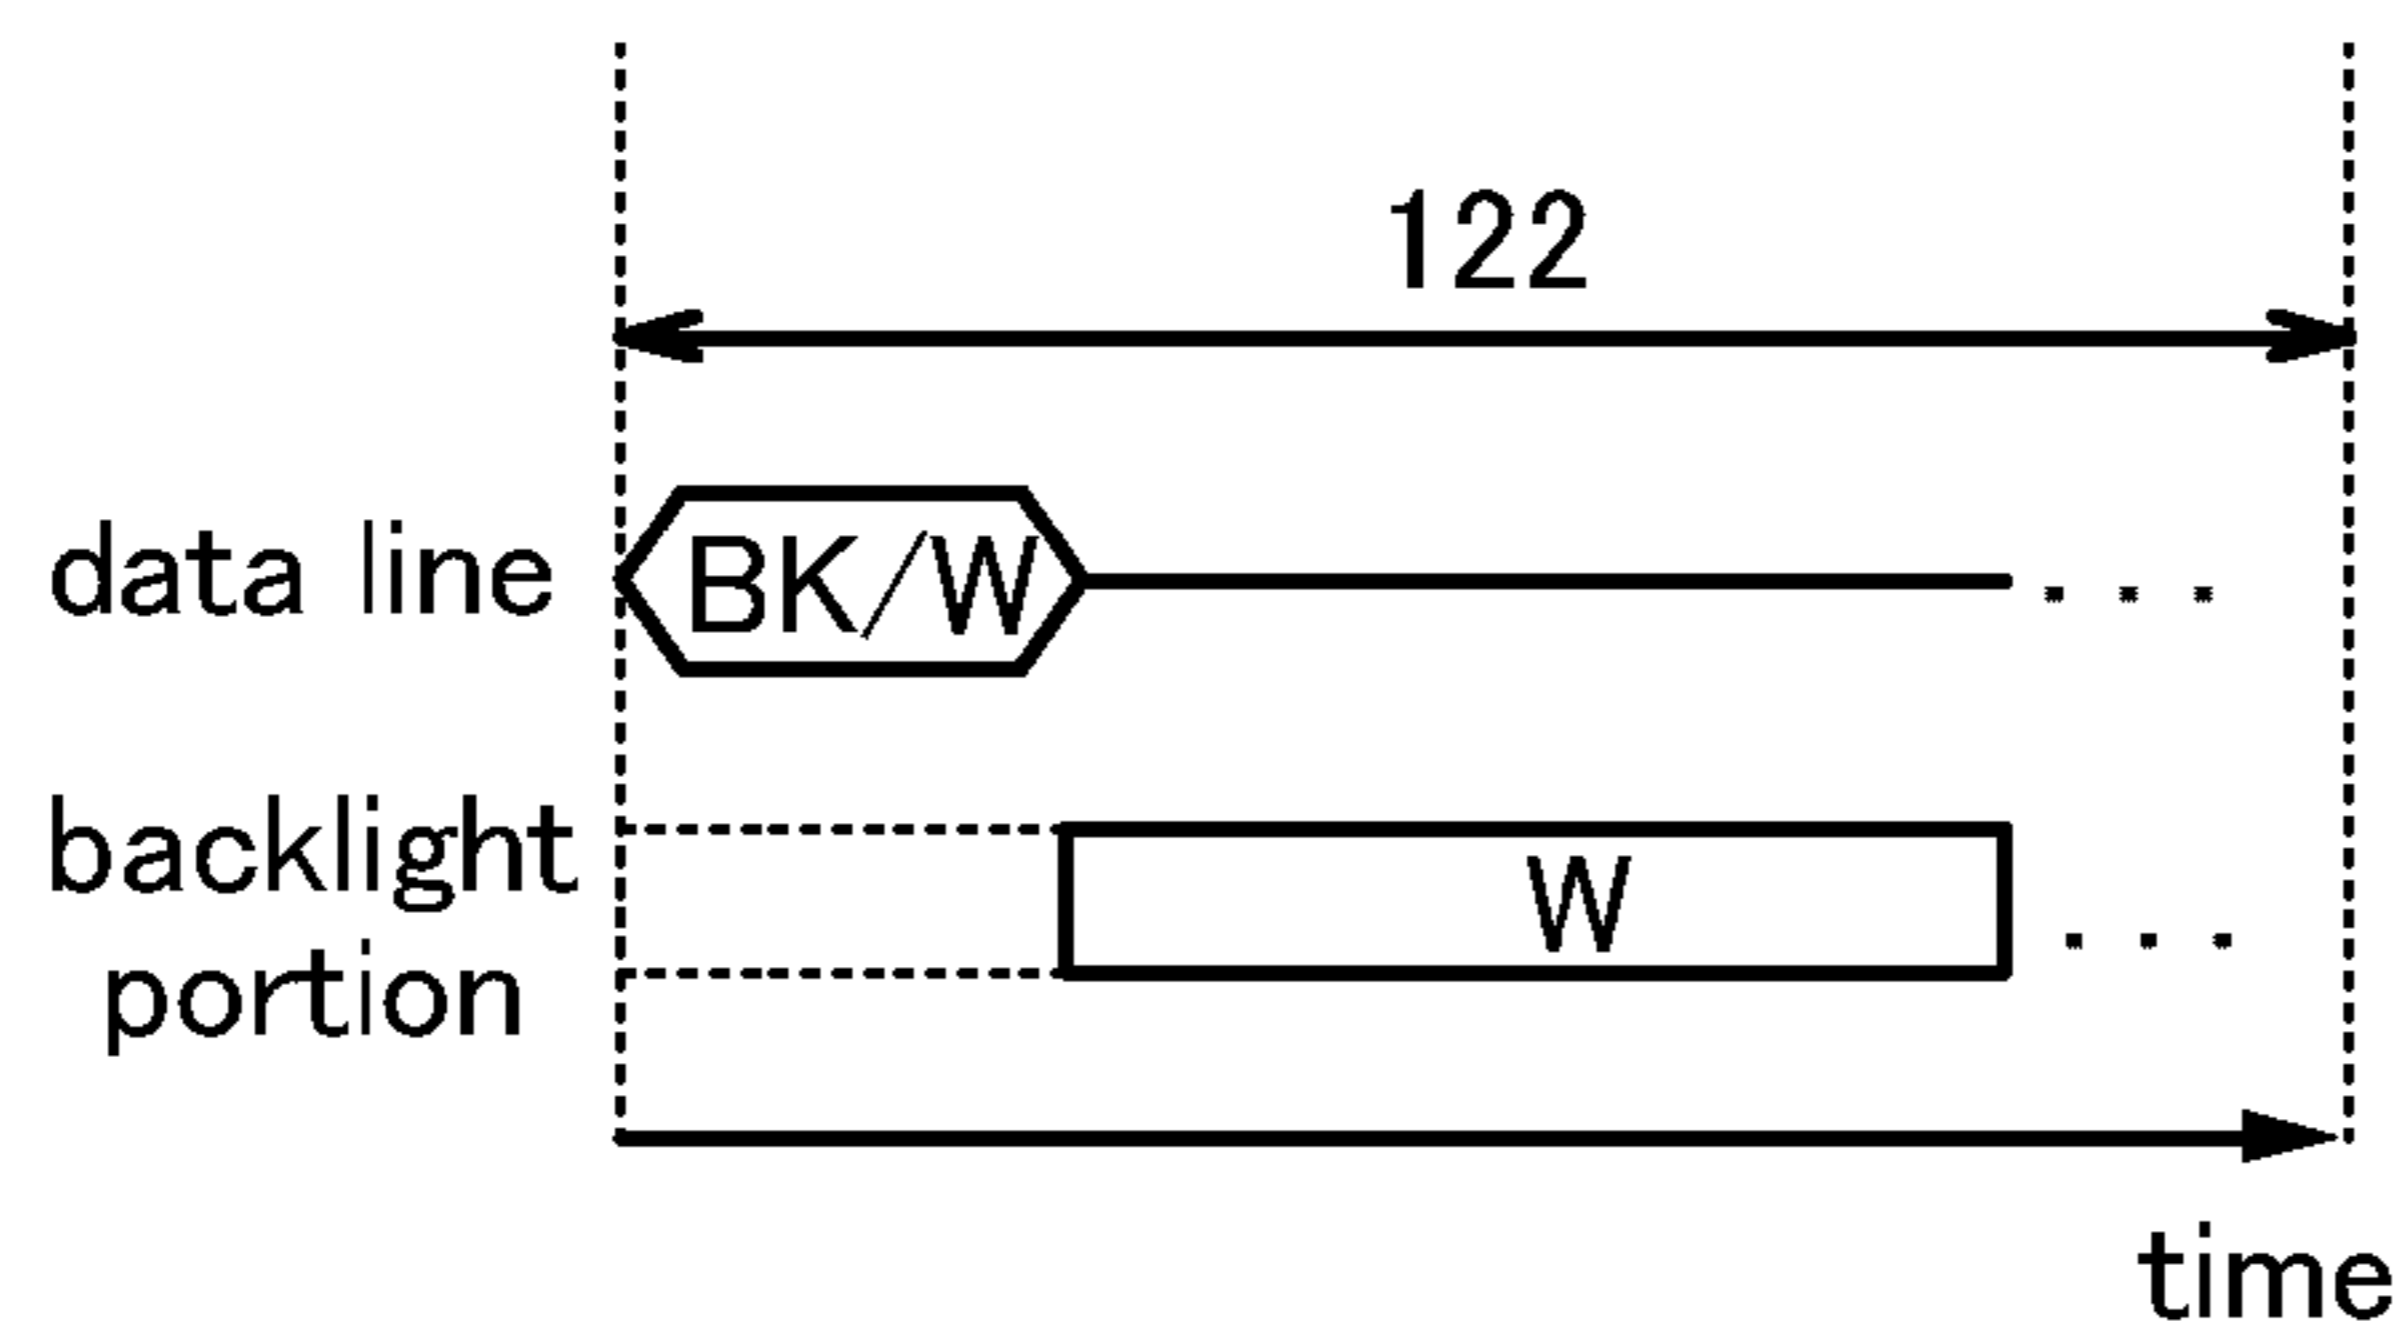 122
data line
BK/W
. . .
backlight
portion
W
. . .
time